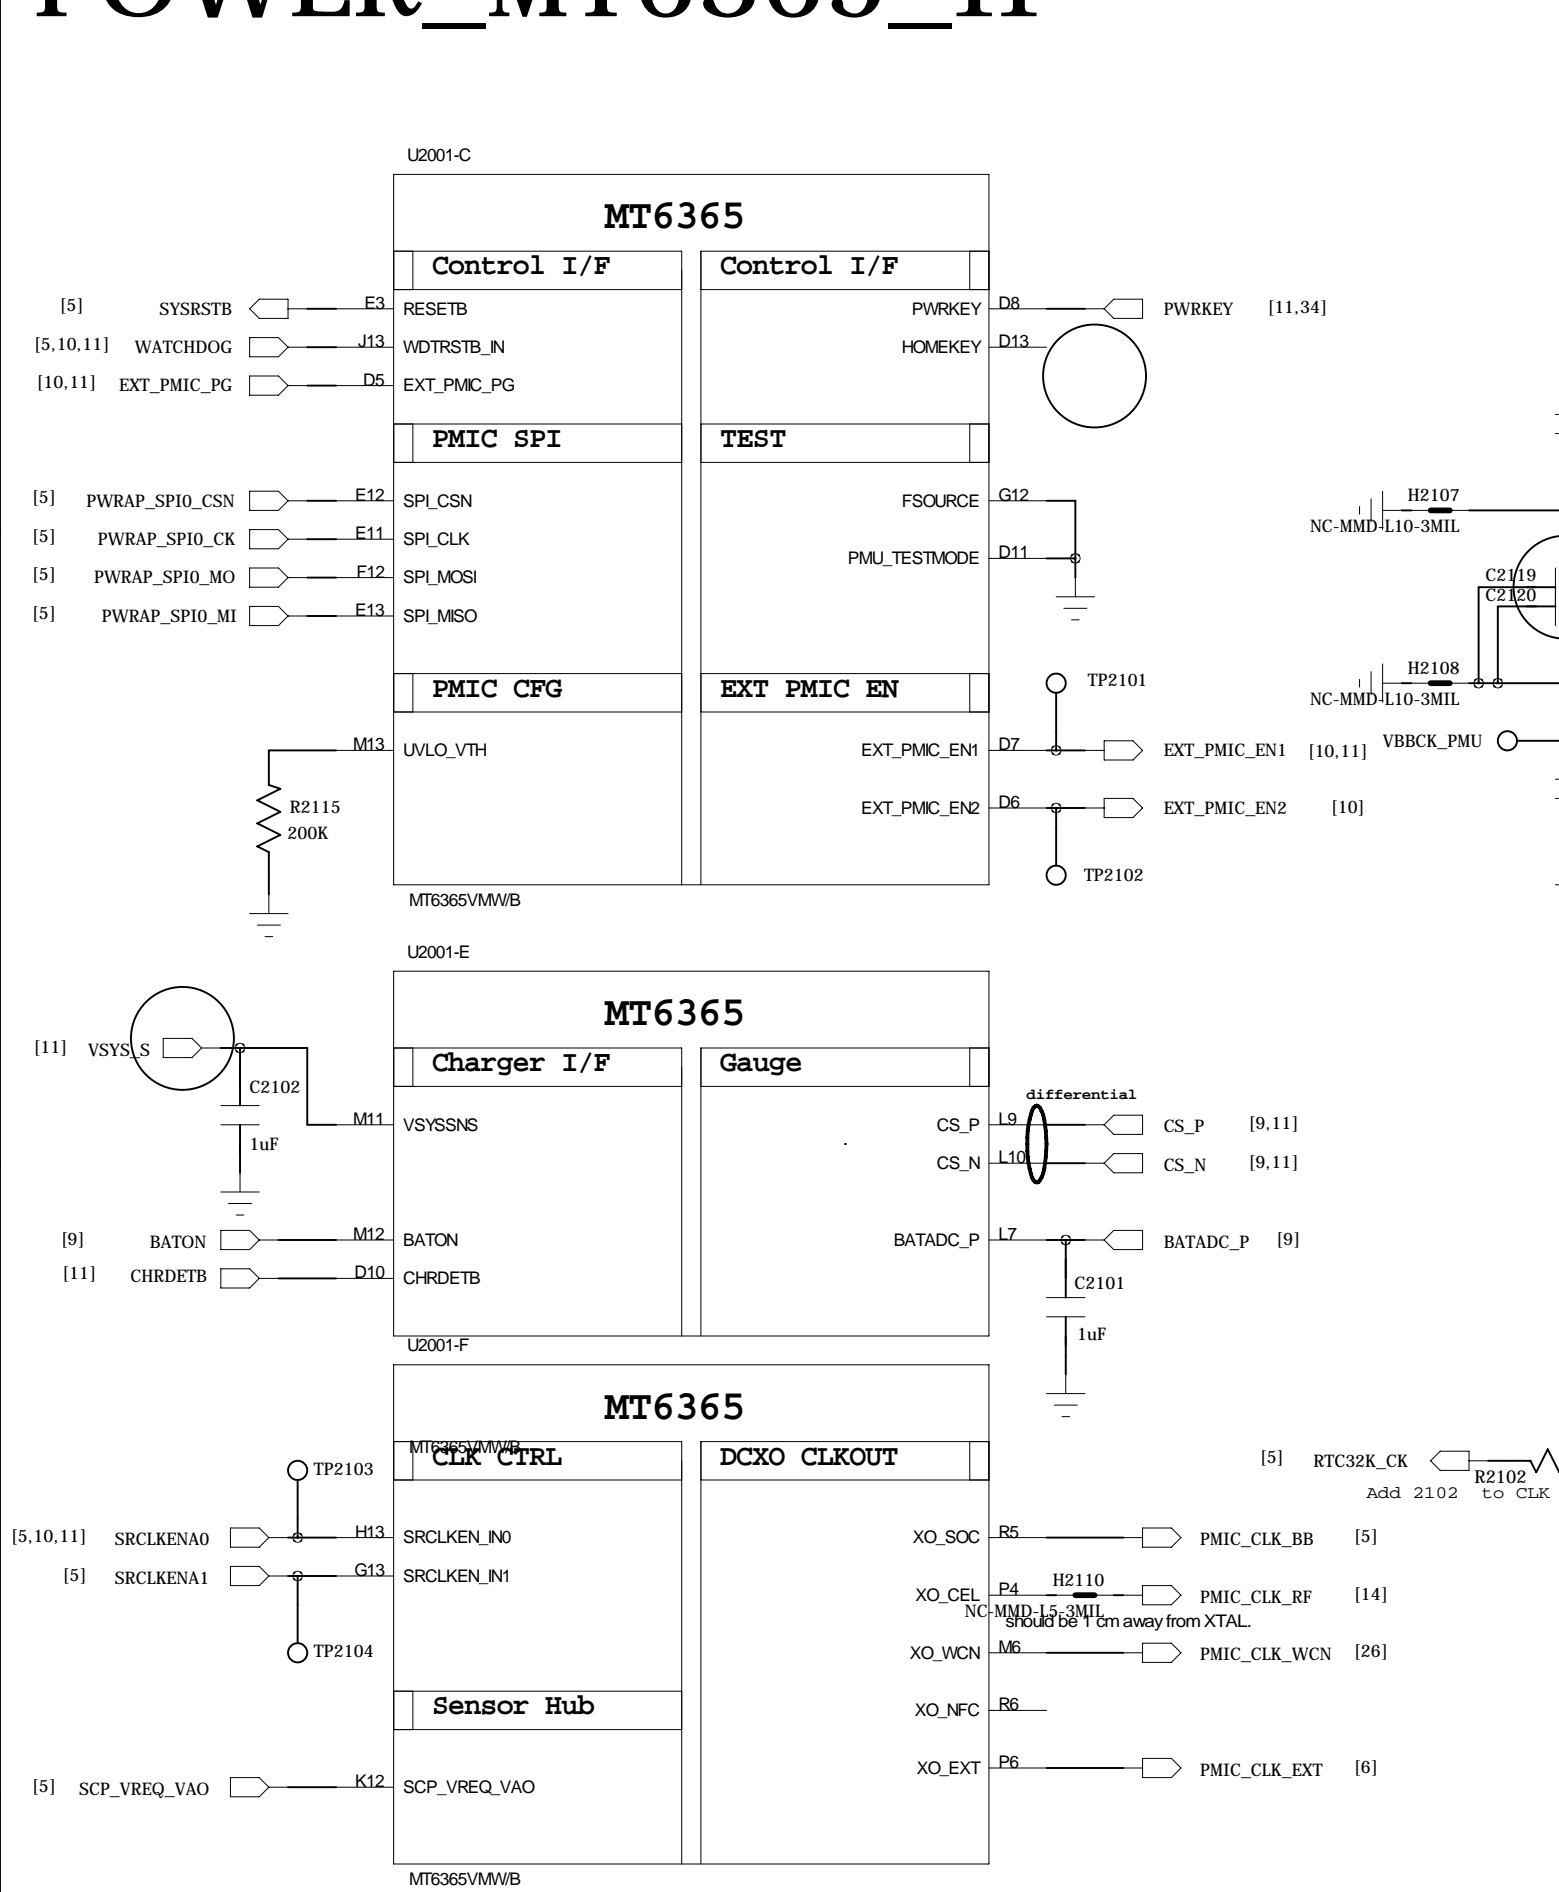 POWER_MT6365_II
U2001-C
MT6365
Control I/F Control I/F
[5] SYSRSTB E3 RESETB PWRKEY D8 PWRKEY [11,34]
[5,10,11] WATCHDOG J13 WDTRSTB_IN HOMEKEY D13
[10,11] EXT_PMIC_PG D5 EXT_PMIC_PG
PMIC SPI TEST
[5] PWRAP_SPI0_CSN E12 SPI_CSN FSOURCE G12
[5] PWRAP_SPI0_CK E11 SPI_CLK
PMU_TESTMODE D11
[5] PWRAP_SPI0_MO F12 SPI_MOSI
[5] PWRAP_SPI0_MI E13 SPI_MISO
H2107
NC-MMD-L10-3MIL
C2119
C2120
H2108
NC-MMD-L10-3MIL
PMIC CFG EXT PMIC EN
TP2101
M13 UVLO_VTH EXT_PMIC_EN1 D7 EXT_PMIC_EN1 [10,11]
VBBCK_PMU
R2115
200K
EXT_PMIC_EN2 D6 EXT_PMIC_EN2 [10]
TP2102
MT6365VMW/B
U2001-E
MT6365
[11] VSYS_S
Charger I/F Gauge
C2102
1uF
differential
M11 VSYSSNS CS_P L9 CS_P [9,11]
CS_N L10 CS_N [9,11]
[9] BATON M12 BATON BATADC_P L7 BATADC_P [9]
[11] CHRDETB D10 CHRDETB
C2101
1uF
U2001-F
MT6365
MT6365VMW/B
CLK CTRL DCXO CLKOUT
TP2103
[5] RTC32K_CK
R2102
Add 2102 to CLK
[5,10,11] SRCLKENA0 H13 SRCLKEN_IN0 XO_SOC R5 PMIC_CLK_BB [5]
[5] SRCLKENA1 G13 SRCLKEN_IN1
XO_CEL P4 H2110 PMIC_CLK_RF [14]
NC-MMD-L5-3MIL
should be 1 cm away from XTAL.
TP2104
XO_WCN M6 PMIC_CLK_WCN [26]
Sensor Hub
XO_NFC R6
XO_EXT P6 PMIC_CLK_EXT [6]
[5] SCP_VREQ_VAO K12 SCP_VREQ_VAO
MT6365VMW/B